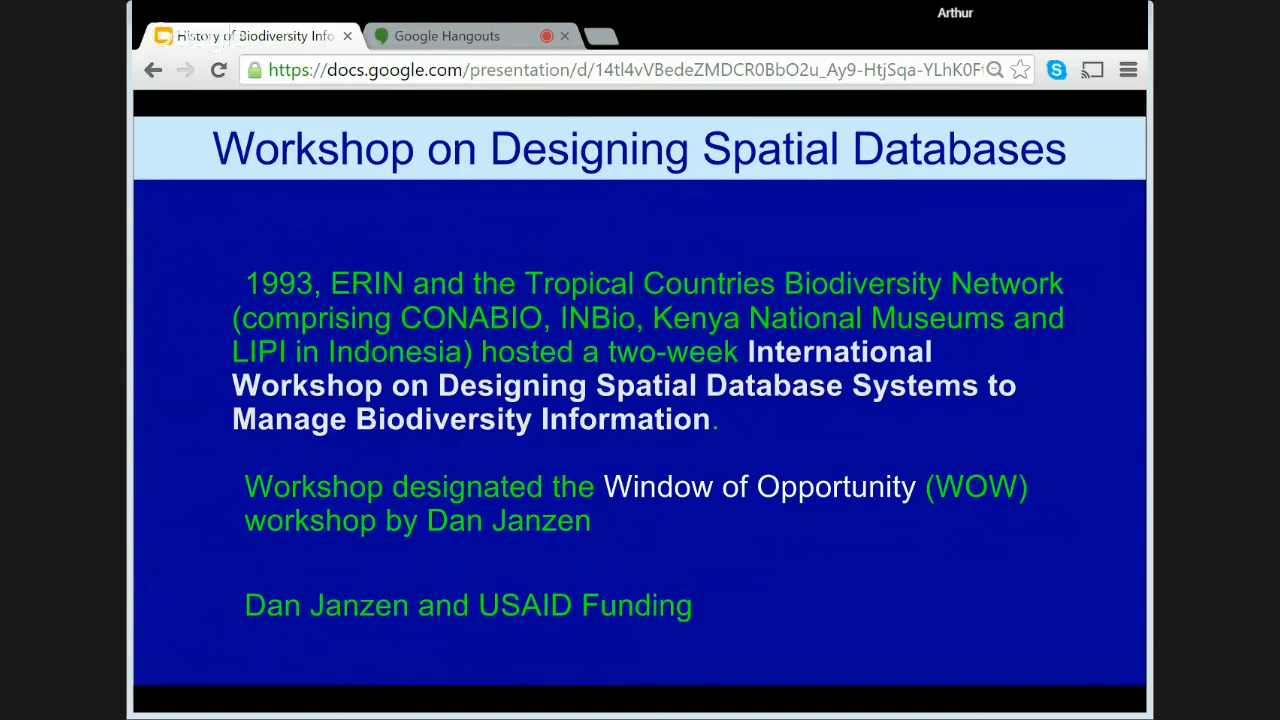 Arthur
History of Biodiversity Info
Google Hangouts
https://docs.google.com/presentation/d/14tl4vVBedeZMDCR0BbO2u_Ay9-HtjSqa-YLhK0F
Workshop on Designing Spatial Databases
1993, ERIN and the Tropical Countries Biodiversity Network
(comprising CONABIO, INBio, Kenya National Museums and
LIPI in Indonesia) hosted a two-week International
Workshop on Designing Spatial Database Systems to
Manage Biodiversity Information.
Workshop designated the Window of Opportunity (WOW)
workshop by Dan Janzen
Dan Janzen and USAID Funding